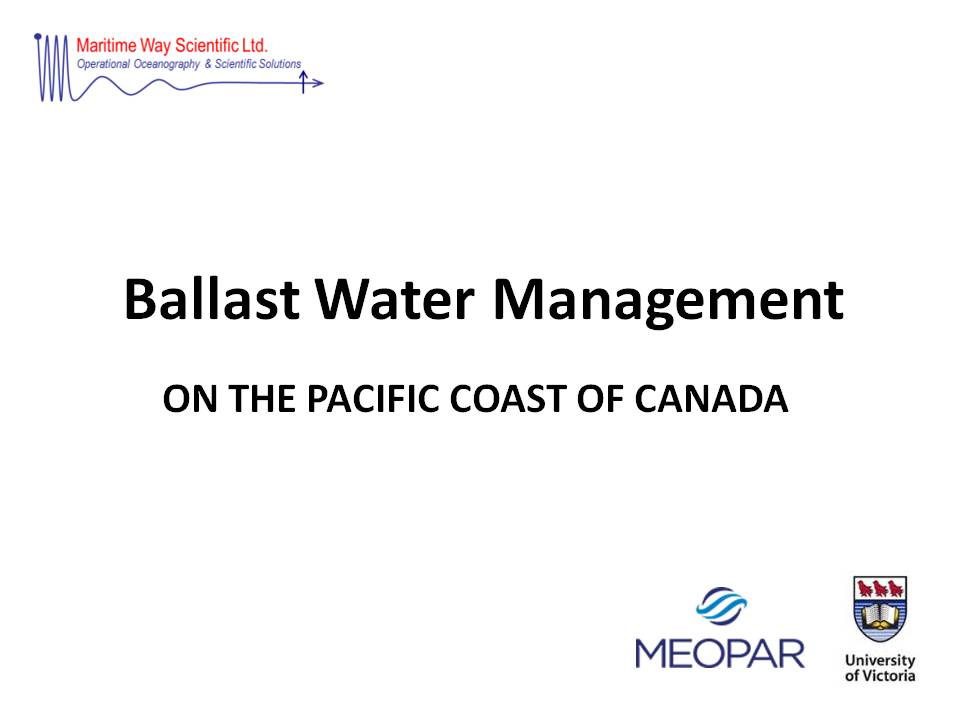 Maritime Way Scientific Ltd.
Operational Oceanography & Scientific Solutions
Ballast Water Management
ON THE PACIFIC COAST OF CANADA
MEOPAR
University
of Victoria